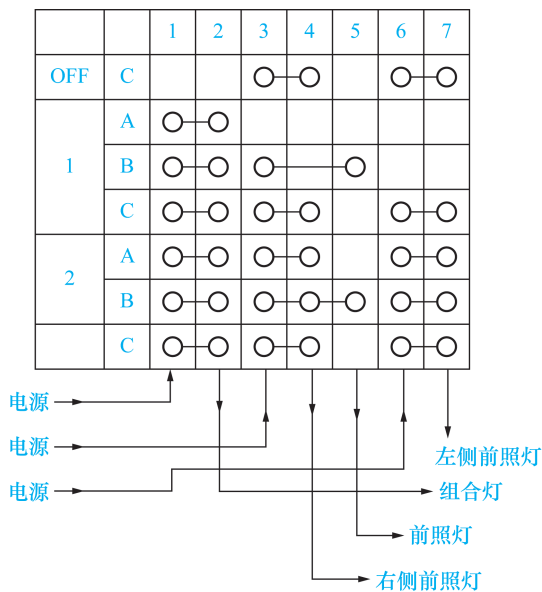 1 2 3 4 5 6 7
OFF C
A
1 B
C
A
2
B
C
电源
电源
左侧前照灯
电源
组合灯
前照灯
右侧前照灯